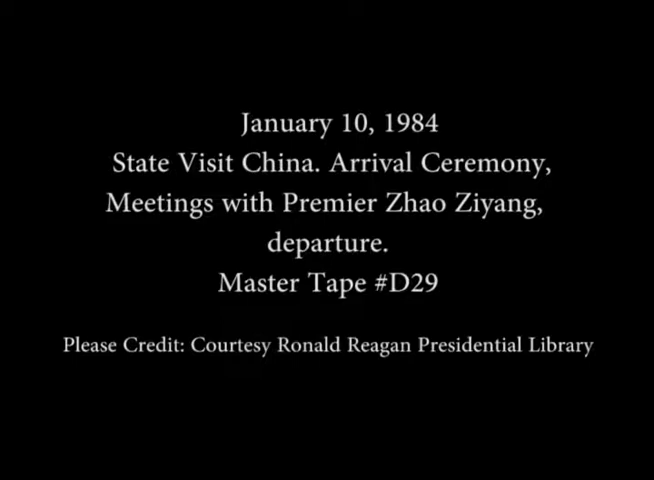 January 10, 1984
State Visit China. Arrival Ceremony,
Meetings with Premier Zhao Ziyang,
departure.
Master Tape #D29
Please Credit: Courtesy Ronald Reagan Presidential Library